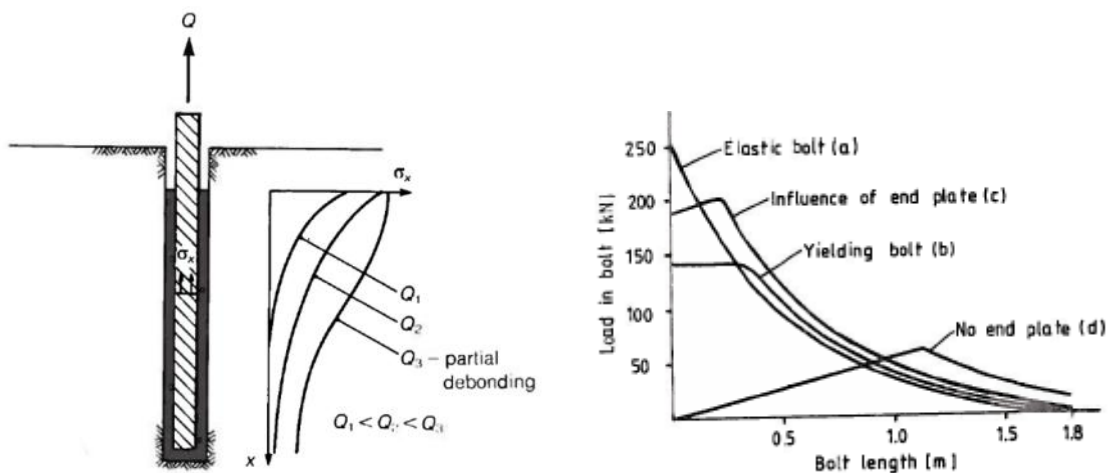 Q
σx
σx
Q1
Q2
Q3 – partial
debonding
Q1 < Q2 < Q3
x
Load in bolt [kN]
250
200
150
100
50
Elastic bolt (a)
Influence of end plate (c)
Yielding bolt (b)
No end plate (d)
0.5
1.0
1.5
1.8
Bolt length [m]